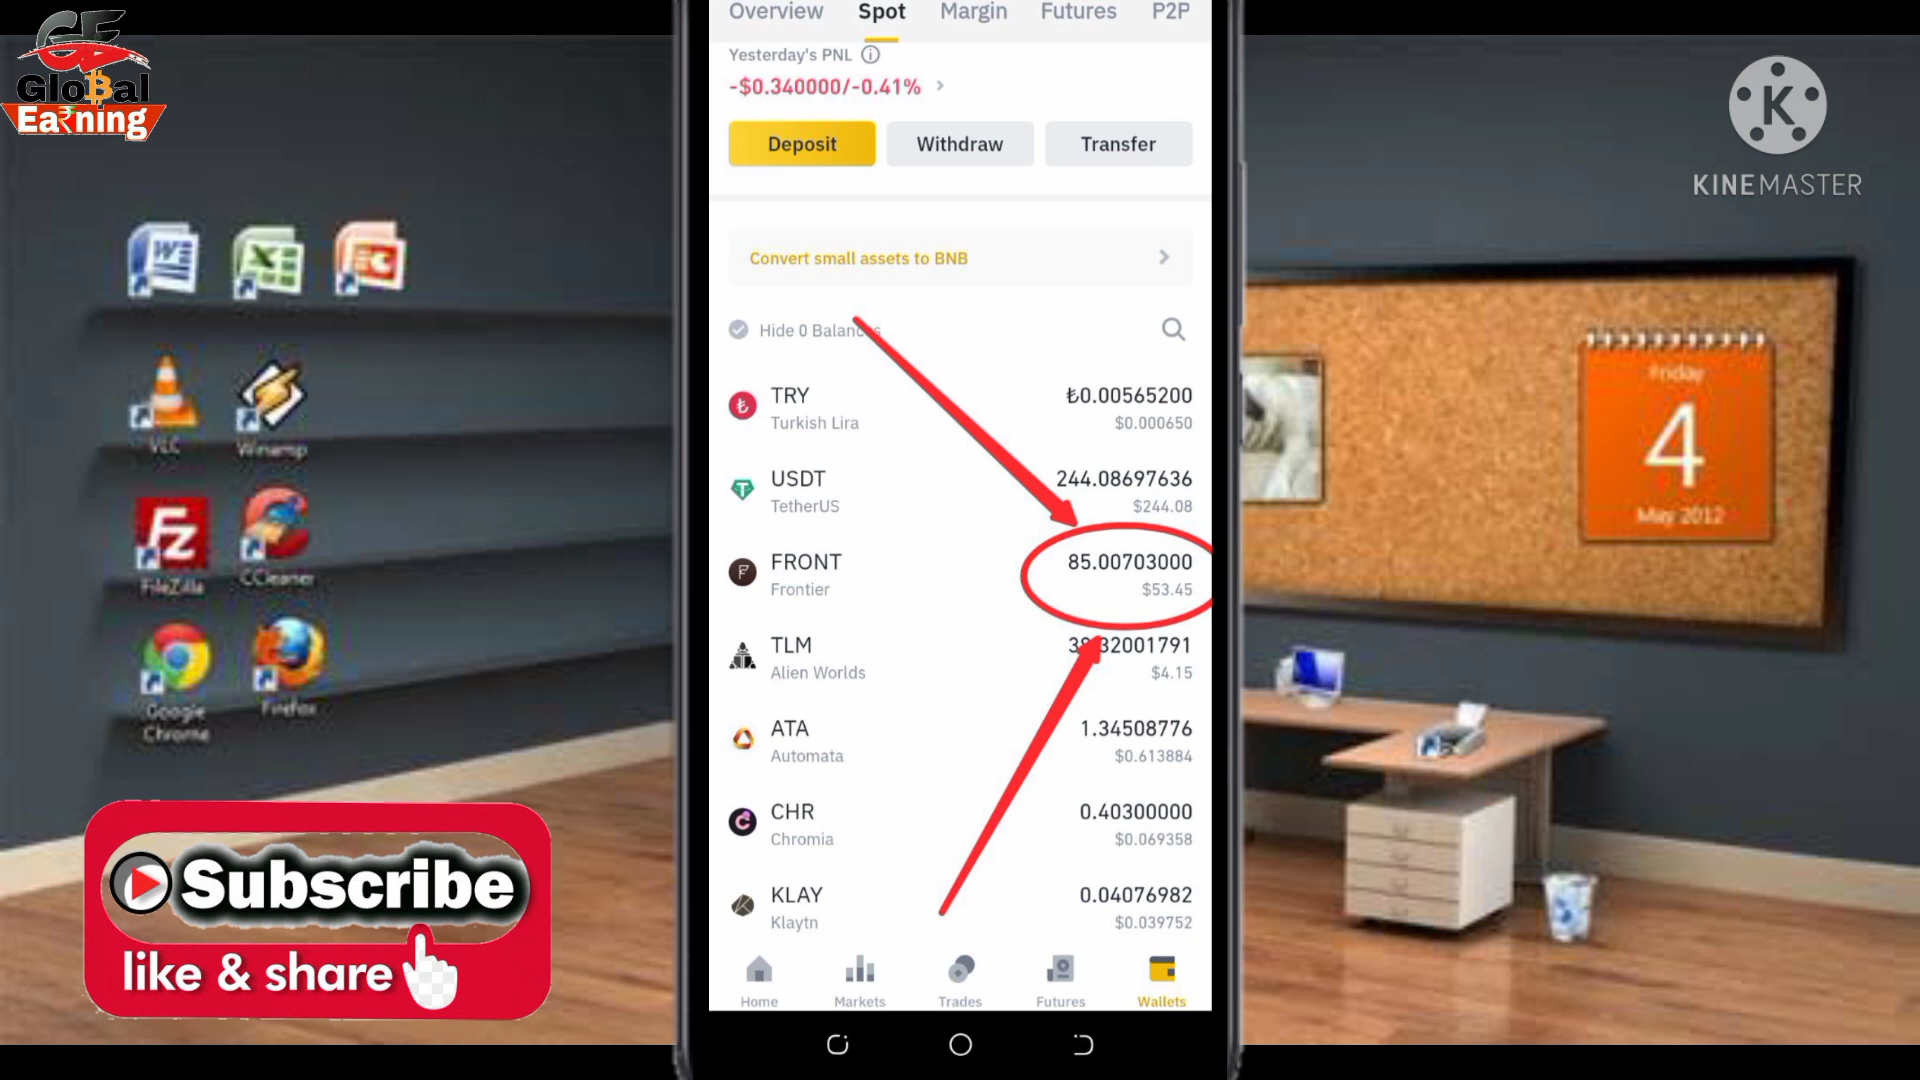 GE
Global
Earning
Overview Spot Margin Futures P2P
Yesterday's PNL
-$0.340000/-0.41%
Deposit Withdraw Transfer
Convert small assets to BNB
Hide 0 Balances
TRY ₺0.00565200
Turkish Lira $0.000650
USDT 244.08697636
TetherUS $244.08
FRONT 85.00703000
Frontier $53.45
TLM
Alien Worlds $4.15
ATA 1.34508776
Automata $0.613884
CHR 0.40300000
Chromia $0.069358
KLAY 0.04076982
Klaytn $0.039752
Home Markets Trades Futures Wallets
K
KINEMASTER
VLC Winamp
FZ
FileZilla CCleaner
Google
Chrome
Firefox
Friday
4
May 2012
Subscribe
like & share